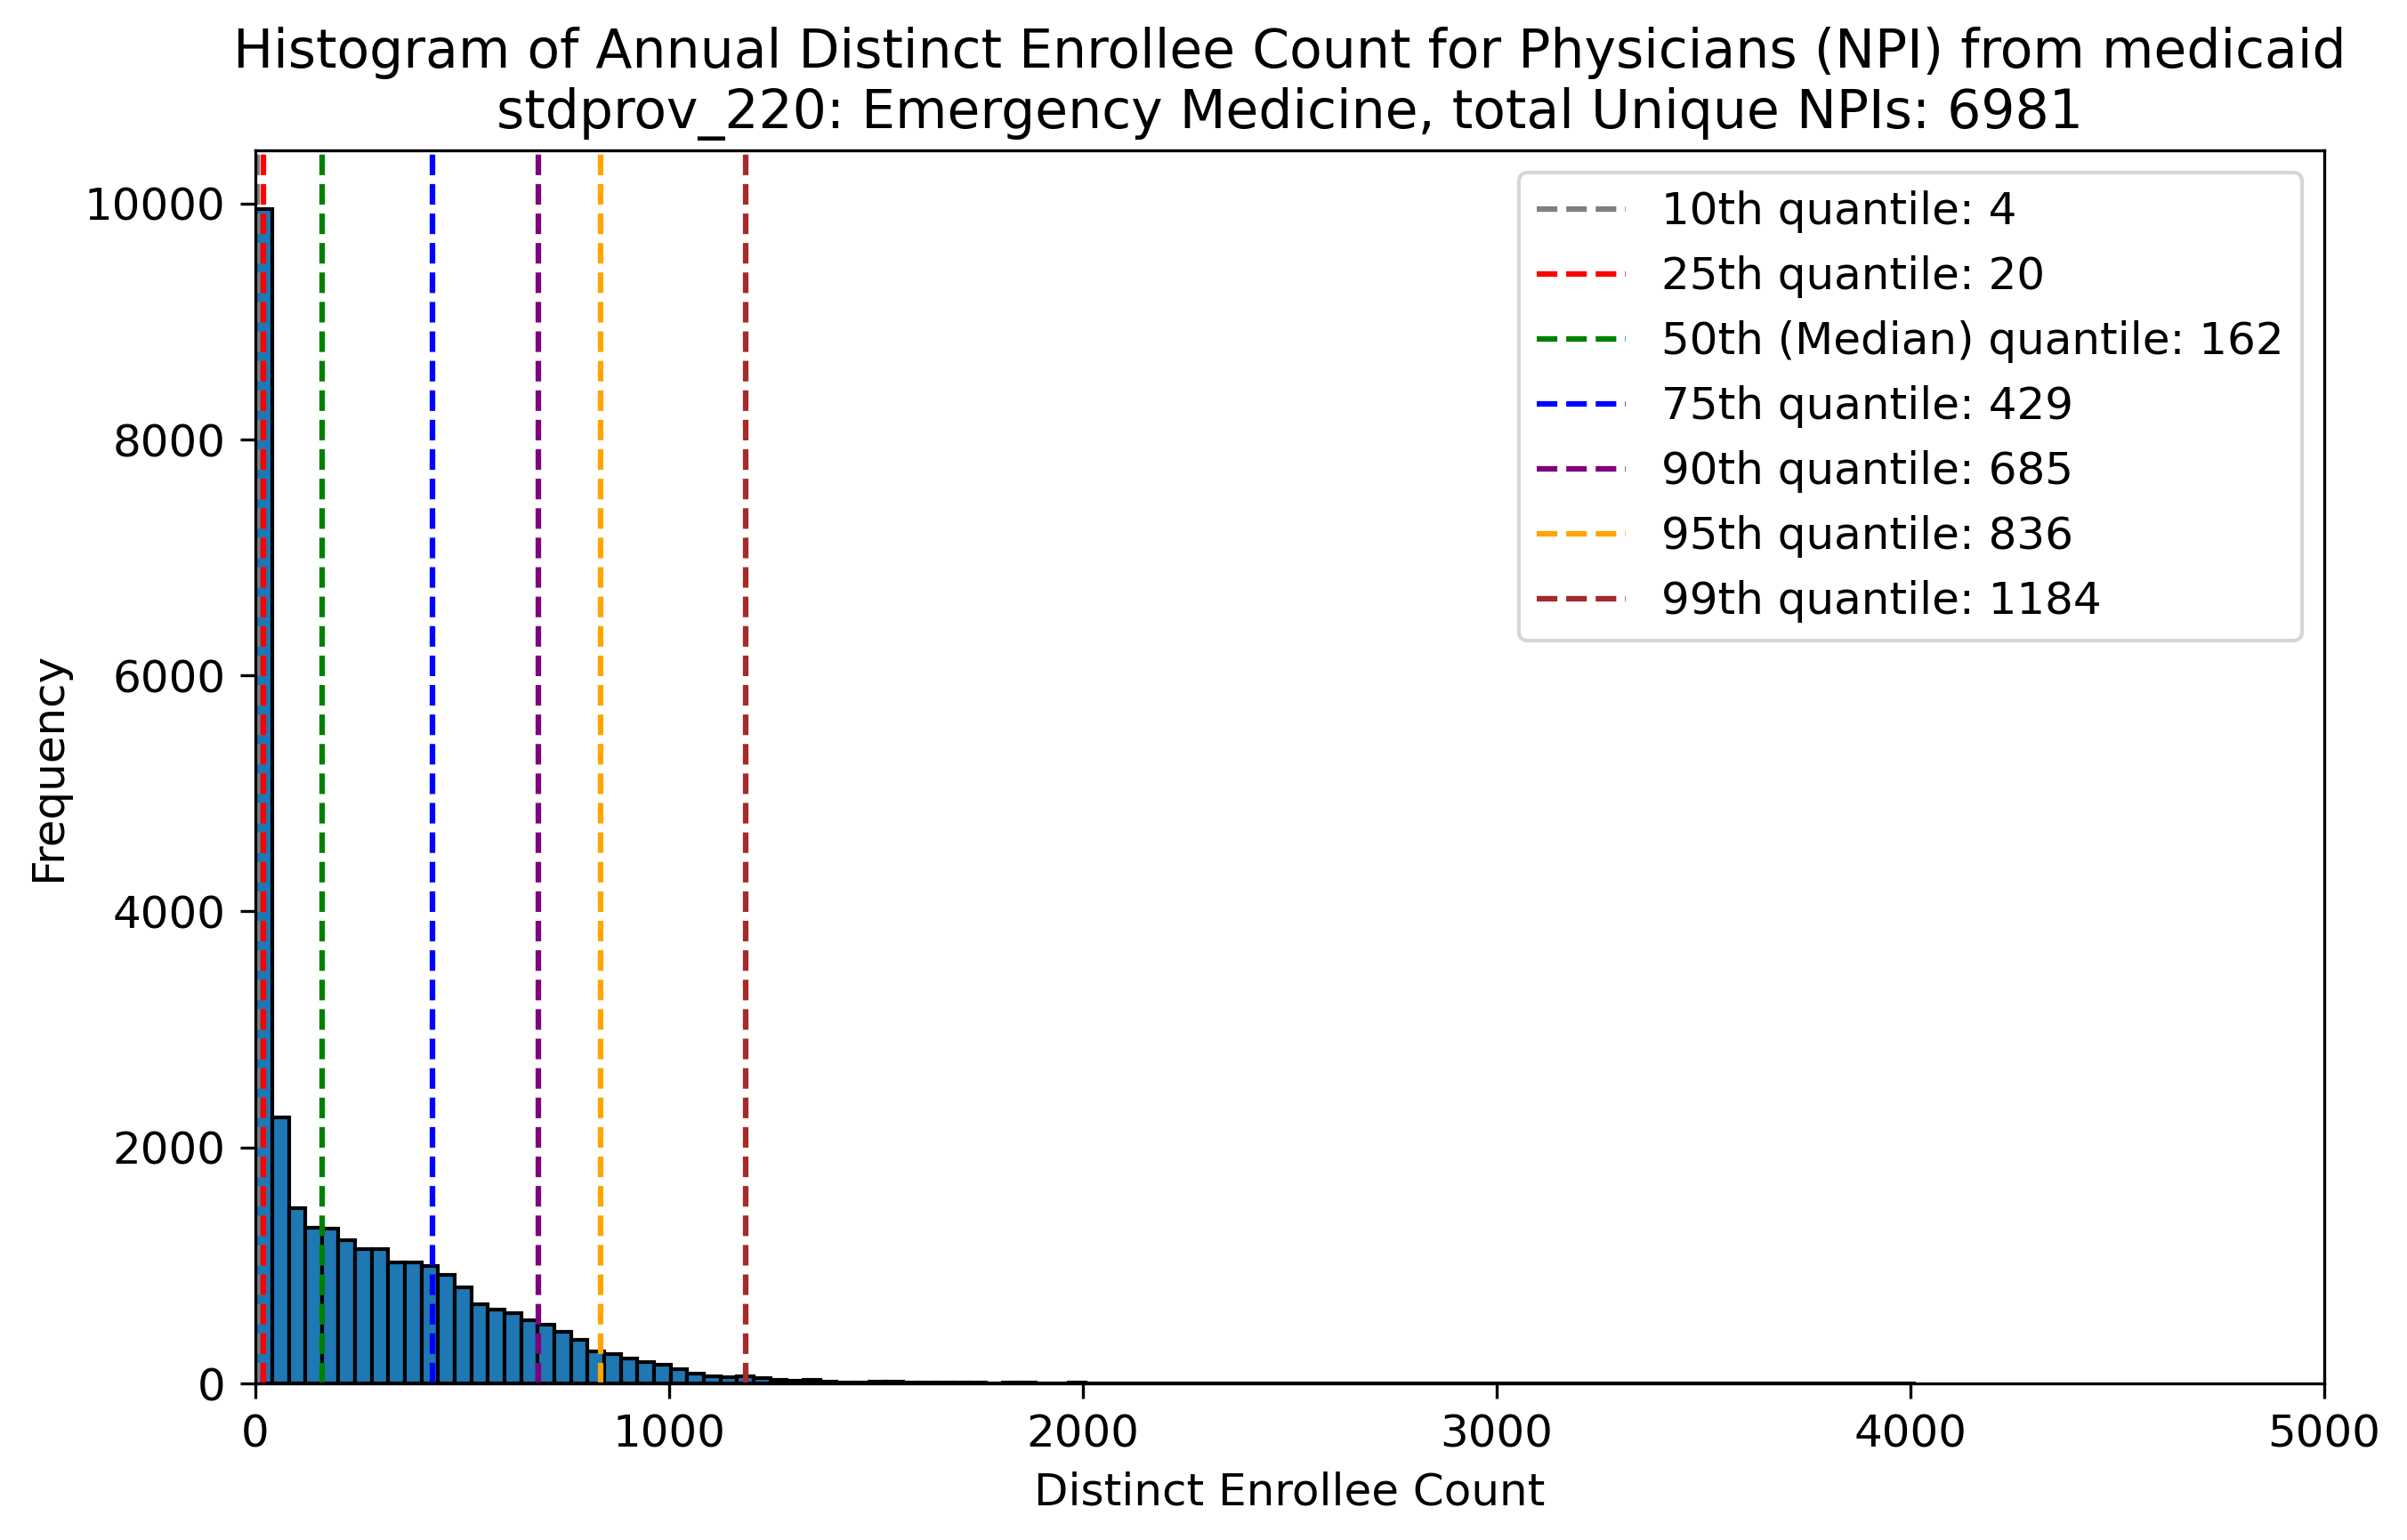 Histogram of Annual Distinct Enrollee Count for Physicians (NPI) from medicaid
stdprov_220: Emergency Medicine, total Unique NPIs: 6981
10th quantile: 4
25th quantile: 20
50th (Median) quantile: 162
75th quantile: 429
90th quantile: 685
95th quantile: 836
99th quantile: 1184
Frequency
10000
8000
6000
4000
2000
0
0 1000 2000 3000 4000 5000
Distinct Enrollee Count